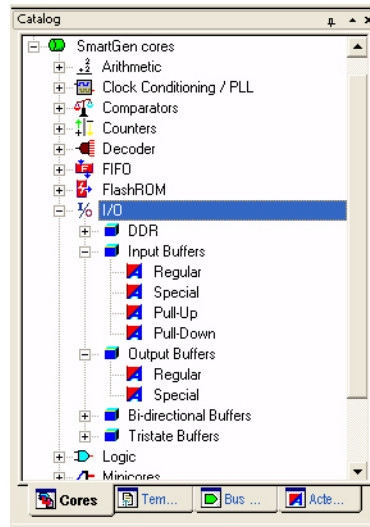 Catalog
SmartGen cores
Arithmetic
Clock Conditioning / PLL
Comparators
Counters
Decoder
FIFO
FlashROM
I/O
DDR
Input Buffers
Regular
Special
Pull-Up
Pull-Down
Output Buffers
Regular
Special
Bi-directional Buffers
Tristate Buffers
Logic
Minicores
Cores Tem... Bus ... Acte...